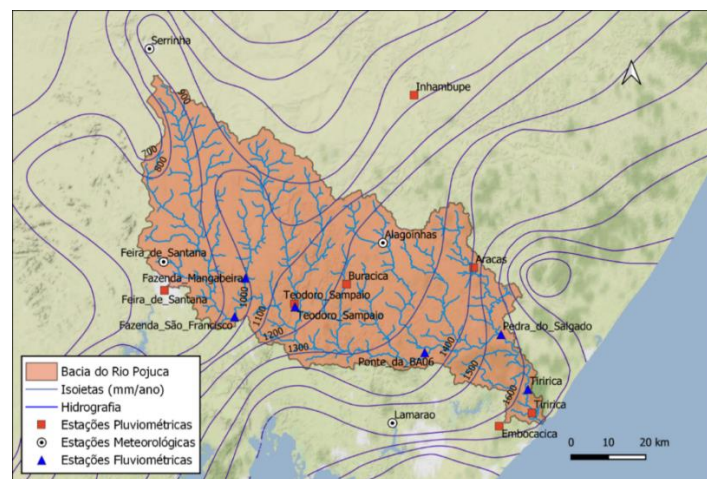 Serrinha
Inhambupe
900
700
800
Alagoinhas
Feira_de_Santana
Aracas
Fazenda_Mangabeira
Buracica
Feira_de_Santana
1000
Teodoro_Sampaio
Teodoro_Sampaio
Fazenda_São_Francisco
1100
1200
1300
Pedra_do_Salgado
1400
Ponte_da_BA06
1500
1600
Tiririca
Tiririca
Lamarao
Embocacica
Bacia do Rio Pojuca
Isoietas (mm/ano)
Hidrografia
Estações Pluviométricas
Estações Meteorológicas
Estações Fluviométricas
0 10 20 km